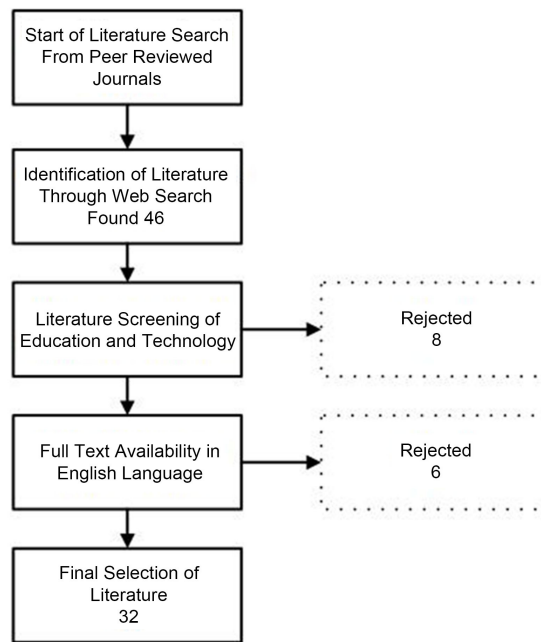 Start of Literature Search
From Peer Reviewed
Journals
Identification of Literature
Through Web Search
Found 46
Literature Screening of
Education and Technology
Rejected
8
Full Text Availability in
English Language
Rejected
6
Final Selection of
Literature
32